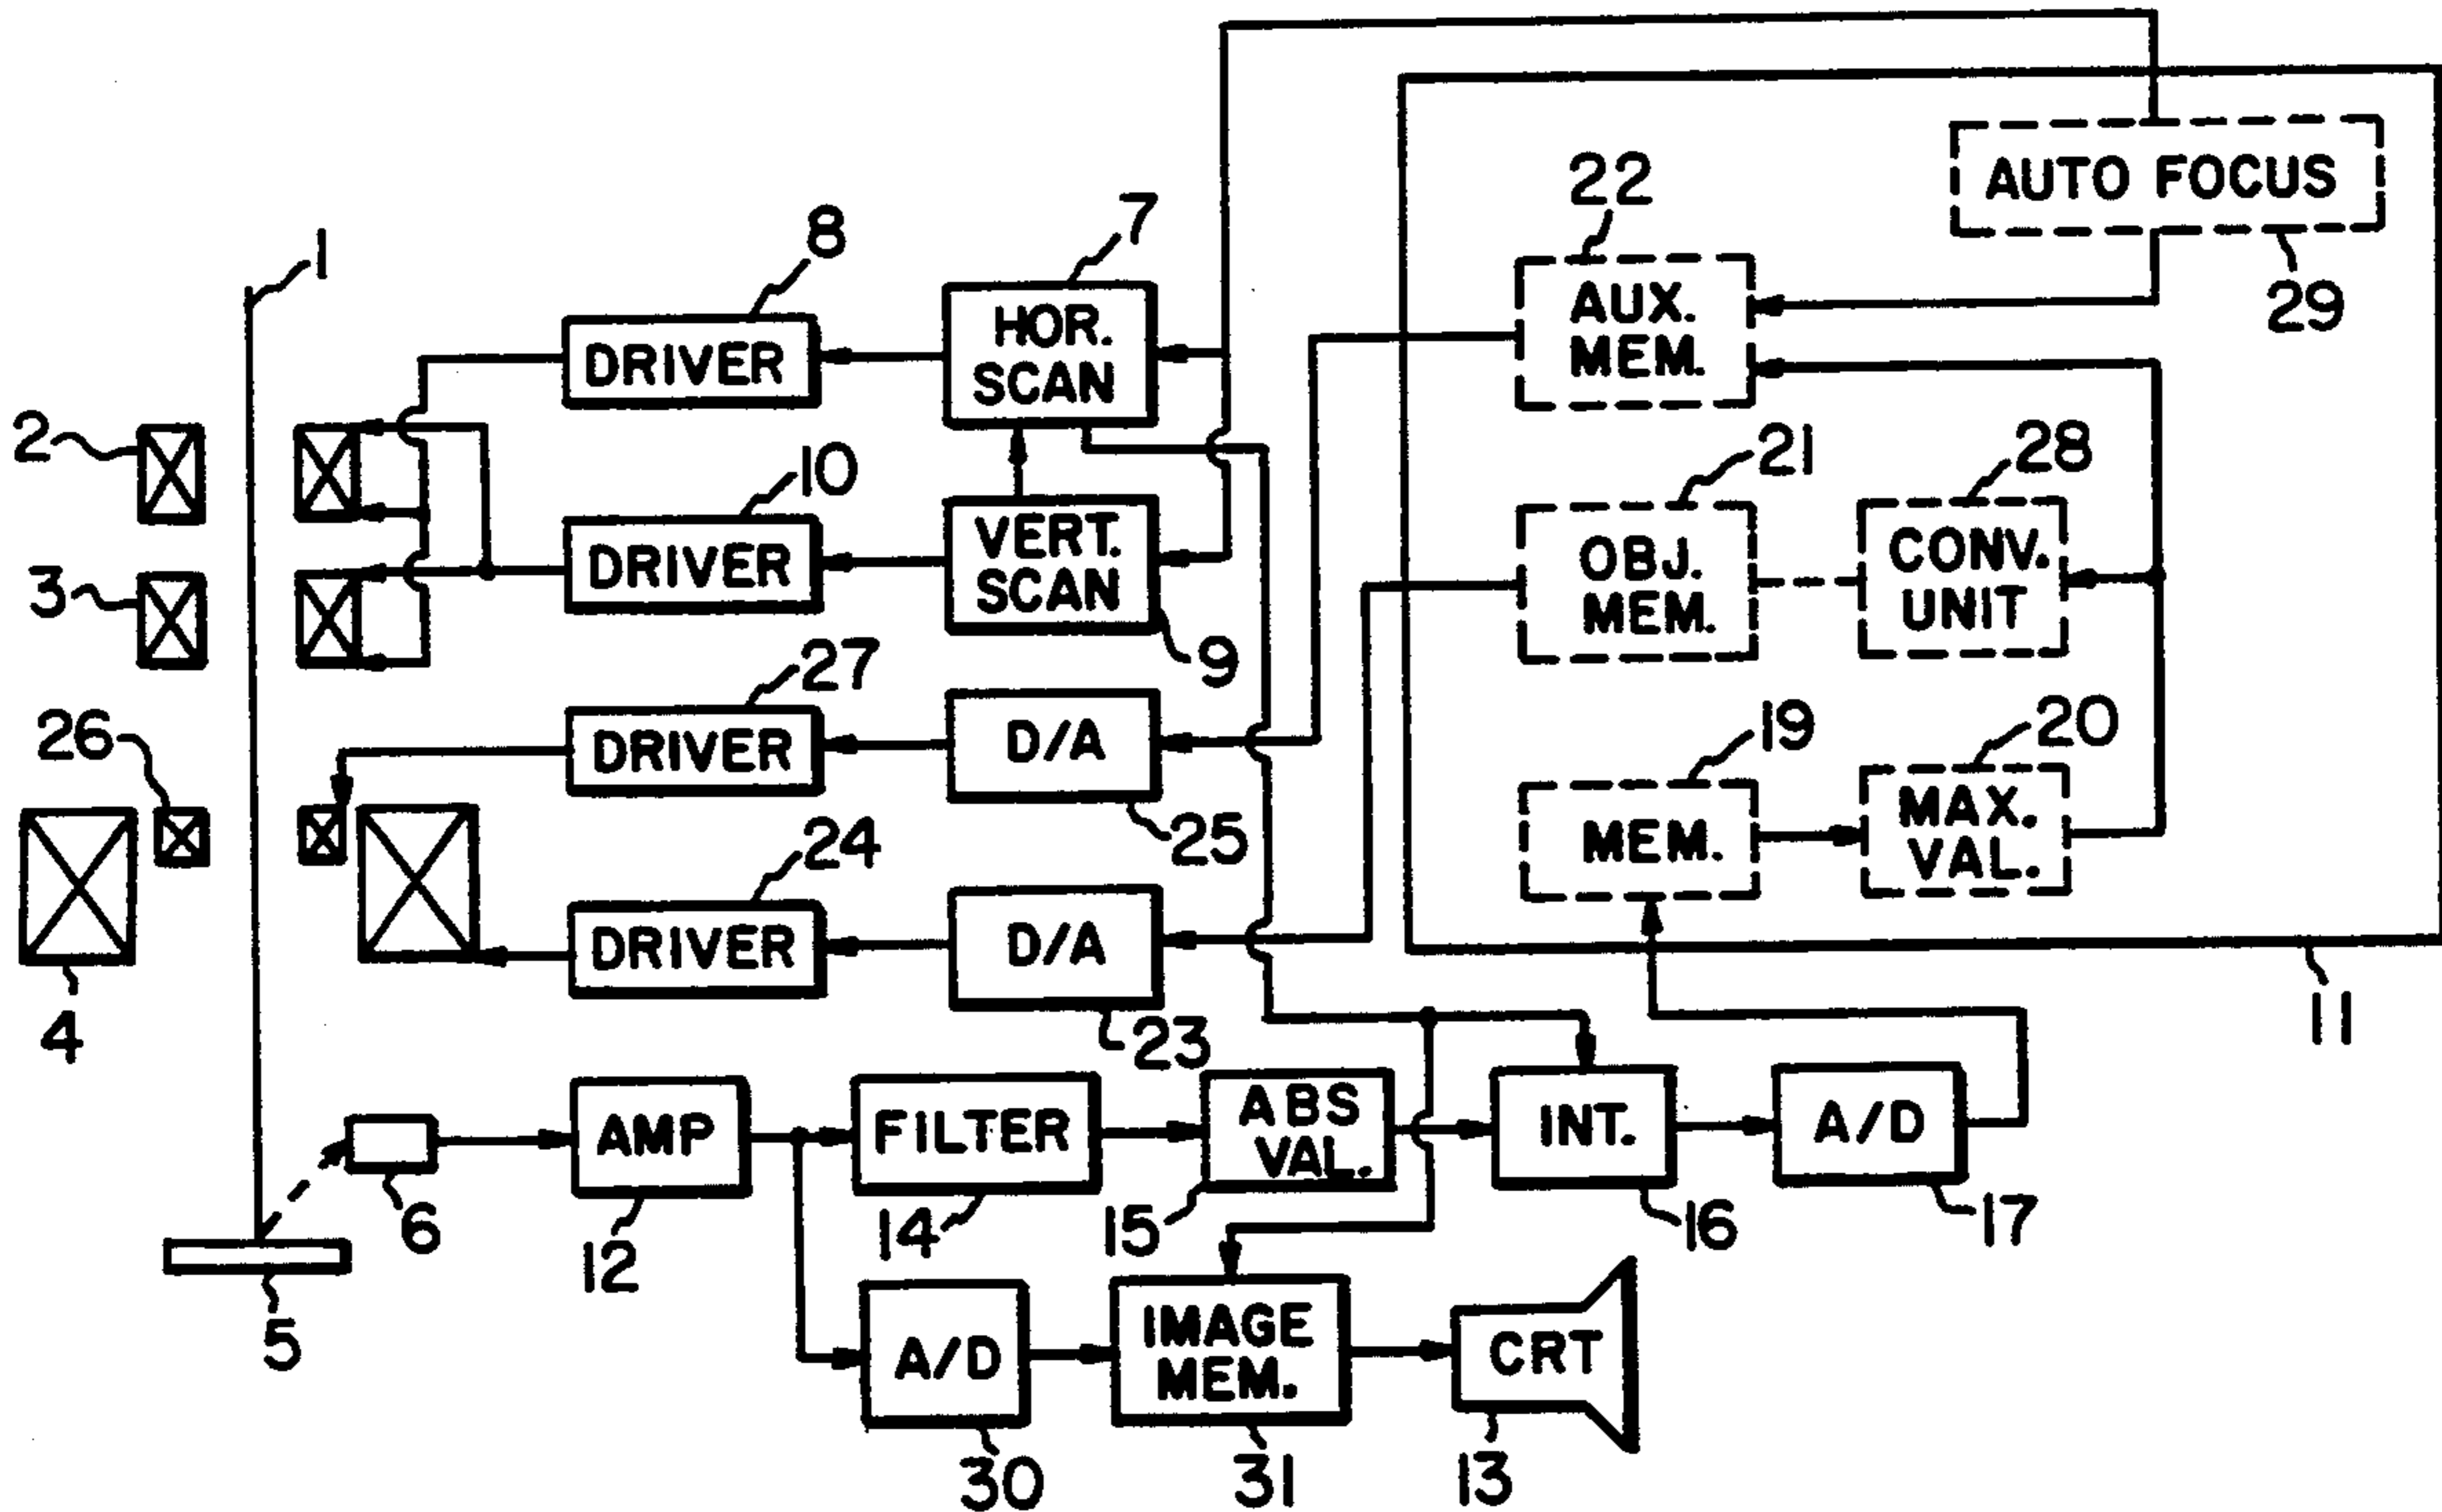 AUTO FOCUS
22
7
8
1
HOR.
SCAN
AUX.
MEM.
29
DRIVER
2
21
28
10
VERT.
SCAN
OBJ.
MEM.
CONV.
UNIT
DRIVER
3
9
27
19
20
26
DRIVER
D/A
MEM.
MAX.
VAL.
24
25
DRIVER
D/A
4
23
11
AMP
FILTER
ABS
VAL.
INT.
A/D
6
12
14
15
16
17
5
A/D
IMAGE
MEM.
CRT
30
31
13